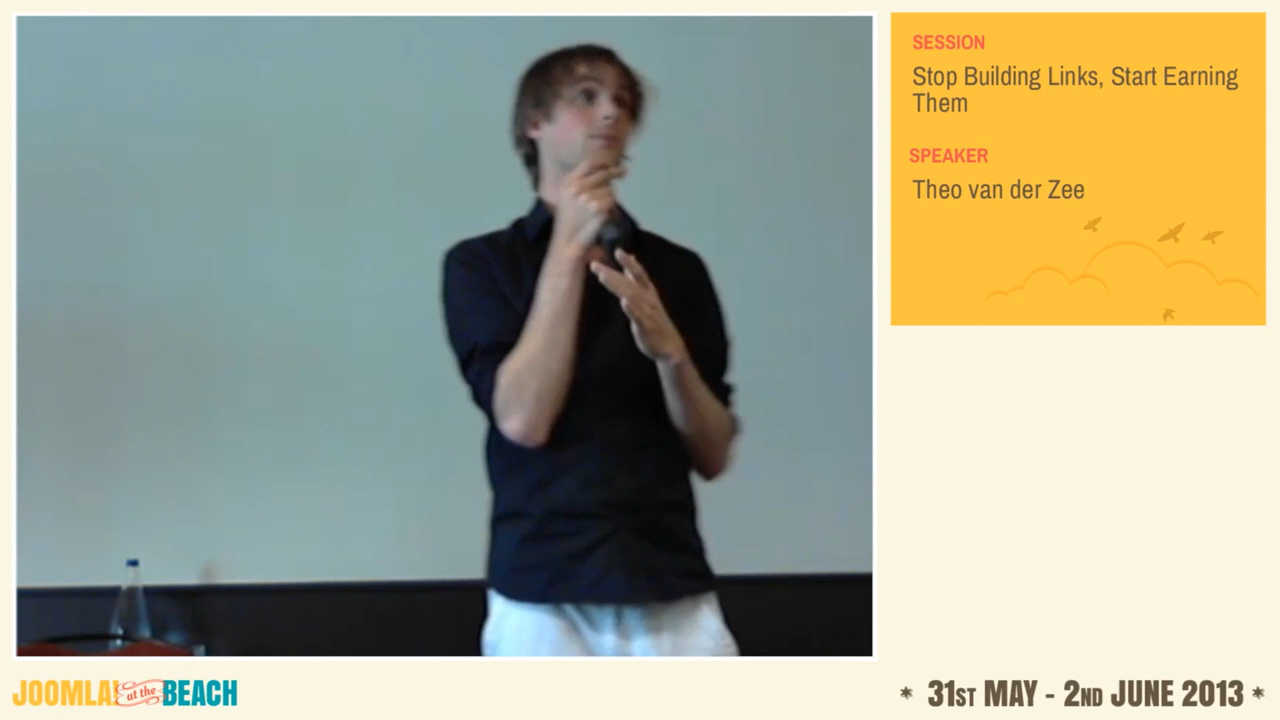 SESSION
Stop Building Links, Start Earning
Them
SPEAKER
Theo van der Zee
JOOMLA! at the BEACH
* 31ST MAY - 2ND JUNE 2013 *